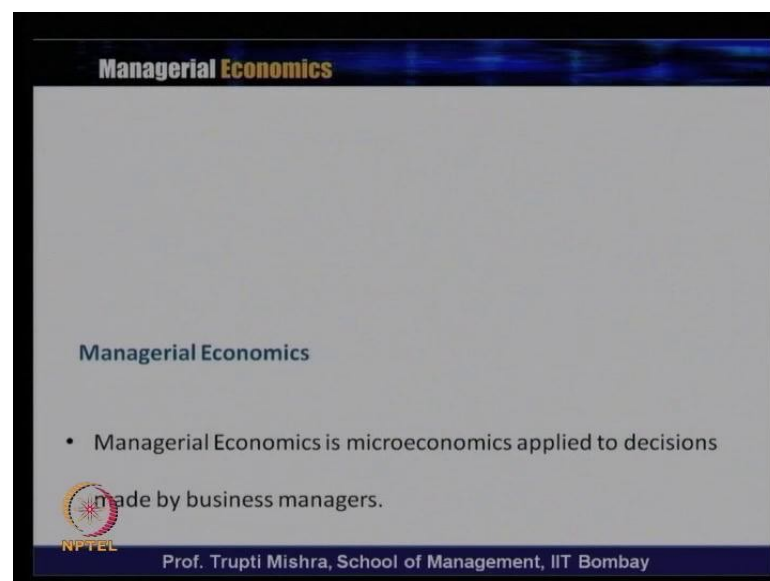 Managerial Economics
Managerial Economics
• Managerial Economics is microeconomics applied to decisions
made by business managers.
NPTEL
Prof. Trupti Mishra, School of Management, IIT Bombay